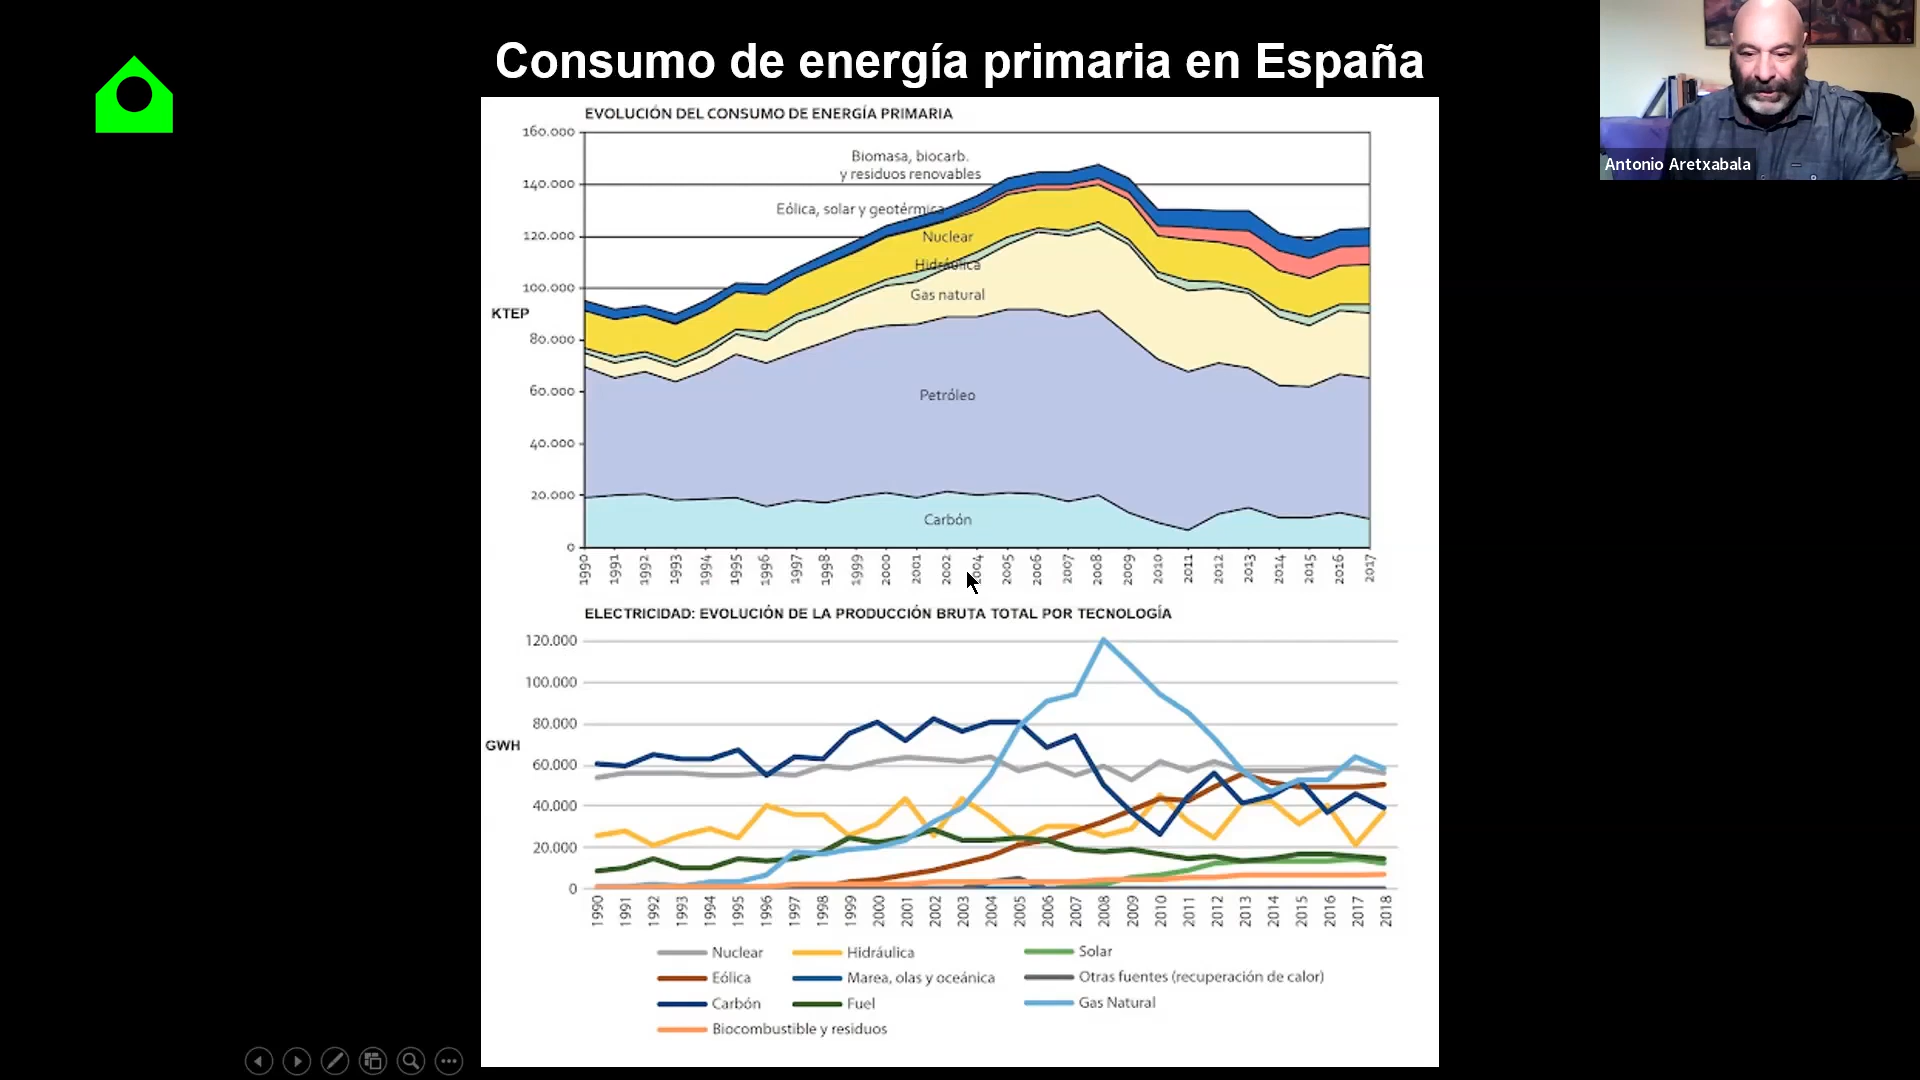 Consumo de energía primaria en España
Antonio Aretxabala
EVOLUCIÓN DEL CONSUMO DE ENERGÍA PRIMARIA
160.000
140.000
120.000
100.000
80.000
60.000
40.000
20.000
0
KTEP
Biomasa, biocarb.
y residuos renovables
Eólica, solar y geotérmica
Nuclear
Hidráulica
Gas natural
Petróleo
Carbón
1990 1991 1992 1993 1994 1995 1996 1997 1998 1999 2000 2001 2002 2004 2005 2006 2007 2008 2009 2010 2011 2012 2013 2014 2015 2016 2017
ELECTRICIDAD: EVOLUCIÓN DE LA PRODUCCIÓN BRUTA TOTAL POR TECNOLOGÍA
120.000
100.000
80.000
60.000
40.000
20.000
0
GWH
1990 1991 1992 1993 1994 1995 1996 1997 1998 1999 2000 2001 2002 2003 2004 2005 2006 2007 2008 2009 2010 2011 2012 2013 2014 2015 2016 2017 2018
Nuclear Hidráulica Solar
Eólica Marea, olas y oceánica Otras fuentes (recuperación de calor)
Carbón Fuel Gas Natural
Biocombustible y residuos